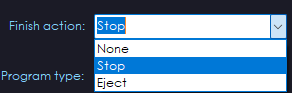 Finish action: Stop
None
Stop
Program type: Eject